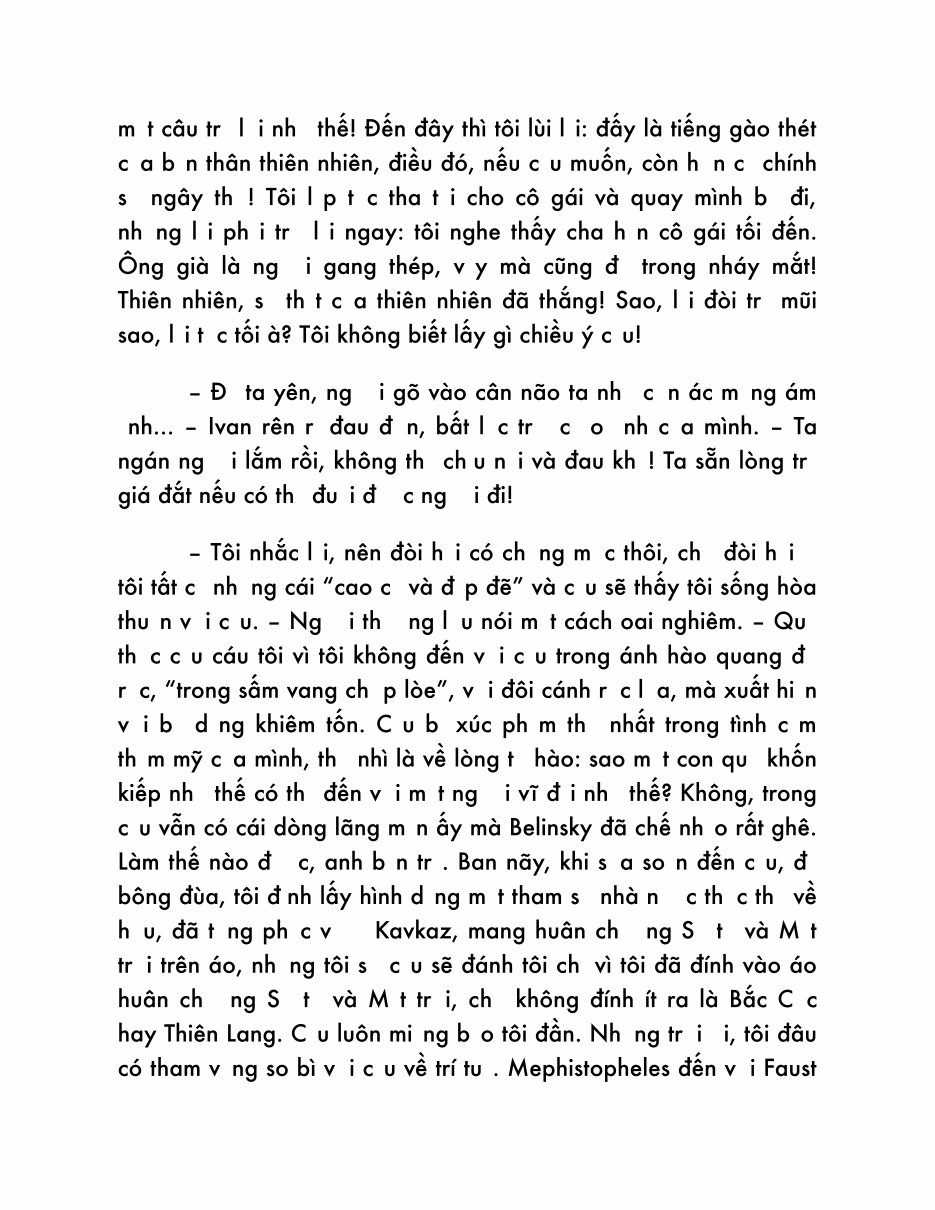 m t câu tr l i nh thế! Đến đây thì tôi lùi l i: đấy là tiếng gào thét
c a b n thân thiên nhiên, điều đó, nếu c u muốn, còn h n c chính
s ngây th ! Tôi l p t c tha t i cho cô gái và quay mình b đi,
nh ng l i ph i tr l i ngay: tôi nghe thấy cha h n cô gái tối đến.
Ông già là ng i gang thép, v y mà cũng đ trong nháy mắt!
Thiên nhiên, s th t c a thiên nhiên đã thắng! Sao, l i đòi tr mũi
sao, l i t c tối à? Tôi không biết lấy gì chiều ý c u!
– Đ ta yên, ng i gõ vào cân não ta nh c n ác m ng ám
nh... – Ivan rên r đau đ n, bất l c tr c o nh c a mình. – Ta
ngán ng i lắm rồi, không th ch u n i và đau kh ! Ta sẵn lòng tr
giá đắt nếu có th đu i đ c ng i đi!
– Tôi nhắc l i, nên đòi h i có ch ng m c thôi, ch đòi h i
tôi tất c nh ng cái “cao c và đ p đẽ” và c u sẽ thấy tôi sống hòa
thu n v i c u. – Ng i th ng l u nói m t cách oai nghiêm. – Qu
th c c u cáu tôi vì tôi không đến v i c u trong ánh hào quang đ
r c, “trong sấm vang ch p lòe”, v i đôi cánh r c l a, mà xuất hi n
v i b d ng khiêm tốn. C u b xúc ph m th nhất trong tình c m
th m mỹ c a mình, th nhì là về lòng t hào: sao m t con qu khốn
kiếp nh thế có th đến v i m t ng i vĩ đ i nh thế? Không, trong
c u vẫn có cái dòng lãng m n ấy mà Belinsky đã chế nh o rất ghê.
Làm thế nào đ c, anh b n tr . Ban nãy, khi s a so n đến c u, đ
bông đùa, tôi đ nh lấy hình d ng m t tham s nhà n c th c th về
h u, đã t ng ph c v Kavkaz, mang huân ch ng S t và M t
tr i trên áo, nh ng tôi s c u sẽ đánh tôi ch vì tôi đã đính vào áo
huân ch ng S t và M t tr i, ch không đính ít ra là Bắc C c
hay Thiên Lang. C u luôn mi ng b o tôi đần. Nh ng tr i i, tôi đâu
có tham v ng so bì v i c u về trí tu . Mephistopheles đến v i Faust